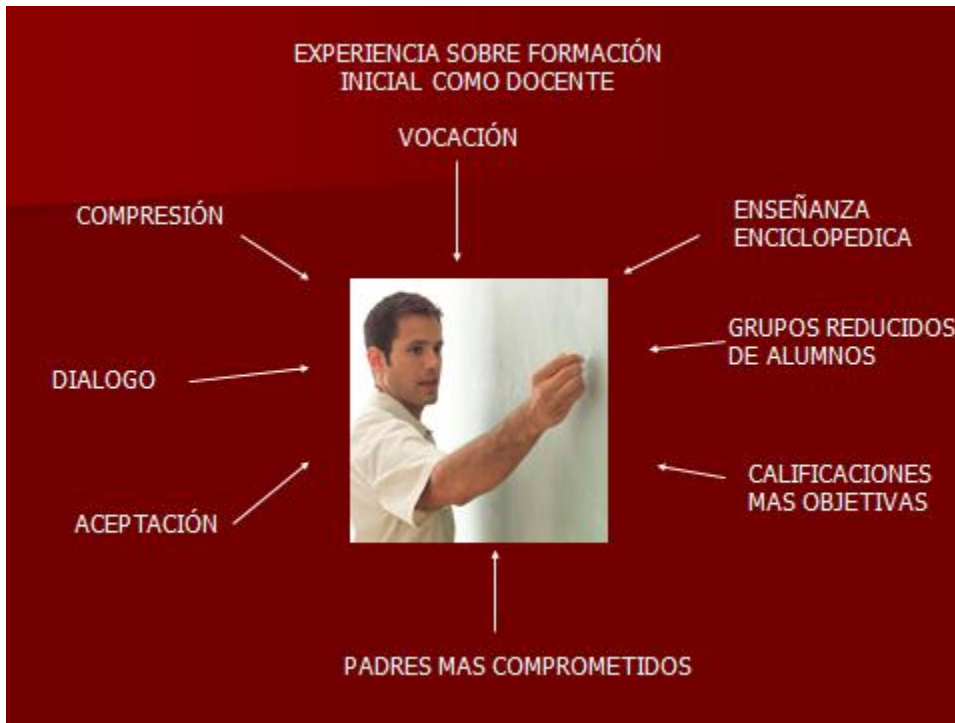 EXPERIENCIA SOBRE FORMACIÓN
INICIAL COMO DOCENTE
VOCACIÓN
COMPRESIÓN
ENSEÑANZA
ENCICLOPEDICA
GRUPOS REDUCIDOS
DE ALUMNOS
DIALOGO
CALIFICACIONES
MAS OBJETIVAS
ACEPTACIÓN
PADRES MAS COMPROMETIDOS